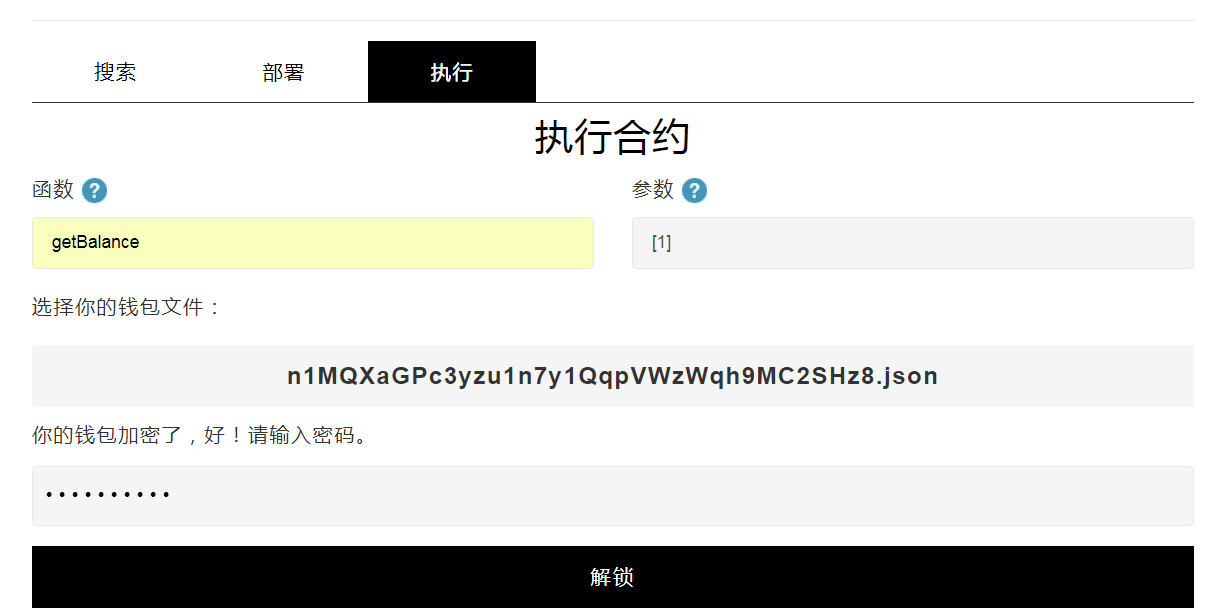 搜索 部署 执行
执行合约
函数 ? 参数 ?
getBalance [1]
选择你的钱包文件：
n1MQXaGPc3yzu1n7y1QqpVWzWqh9MC2SHz8.json
你的钱包加密了，好！请输入密码。
••••••••••
解锁